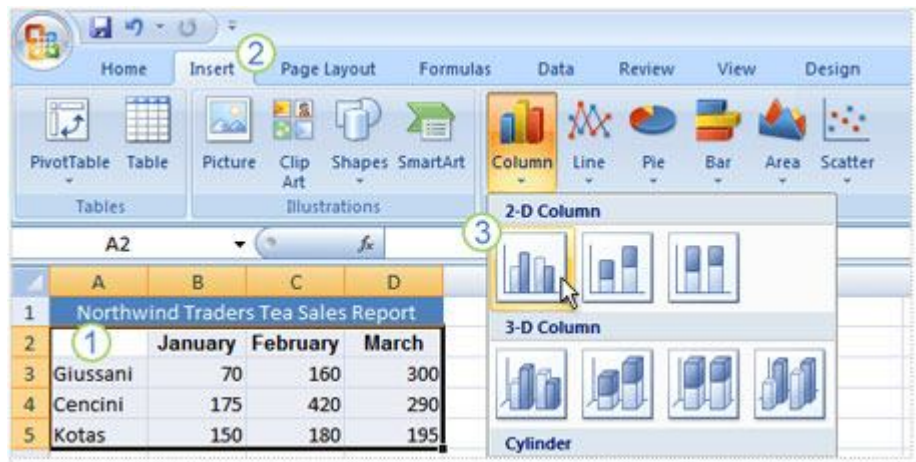 Home Insert 2 Page Layout Formulas Data Review View Design
PivotTable Table Picture Clip Art Shapes SmartArt Column Line Pie Bar Area Scatter
Tables Illustrations
2-D Column
A2 fx
3
A B C D
1 Northwind Traders Tea Sales Report
3-D Column
2 1 January February March
3 Giussani 70 160 300
4 Cencini 175 420 290
5 Kotas 150 180 195
Cylinder